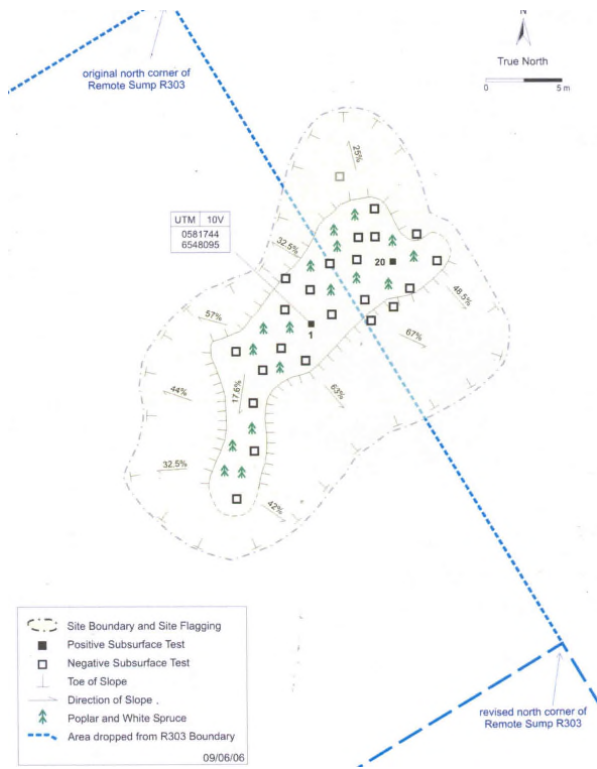 N
True North
0 5 m
original north corner of
Remote Sump R303
25%
UTM 10V
0581744
6548095
32.5%
20
48.5%
57%
1
67%
63%
44%
17.6%
32.5%
42%
Site Boundary and Site Flagging
Positive Subsurface Test
Negative Subsurface Test
Toe of Slope
Direction of Slope
Poplar and White Spruce
Area dropped from R303 Boundary
09/06/06
revised north corner of
Remote Sump R303